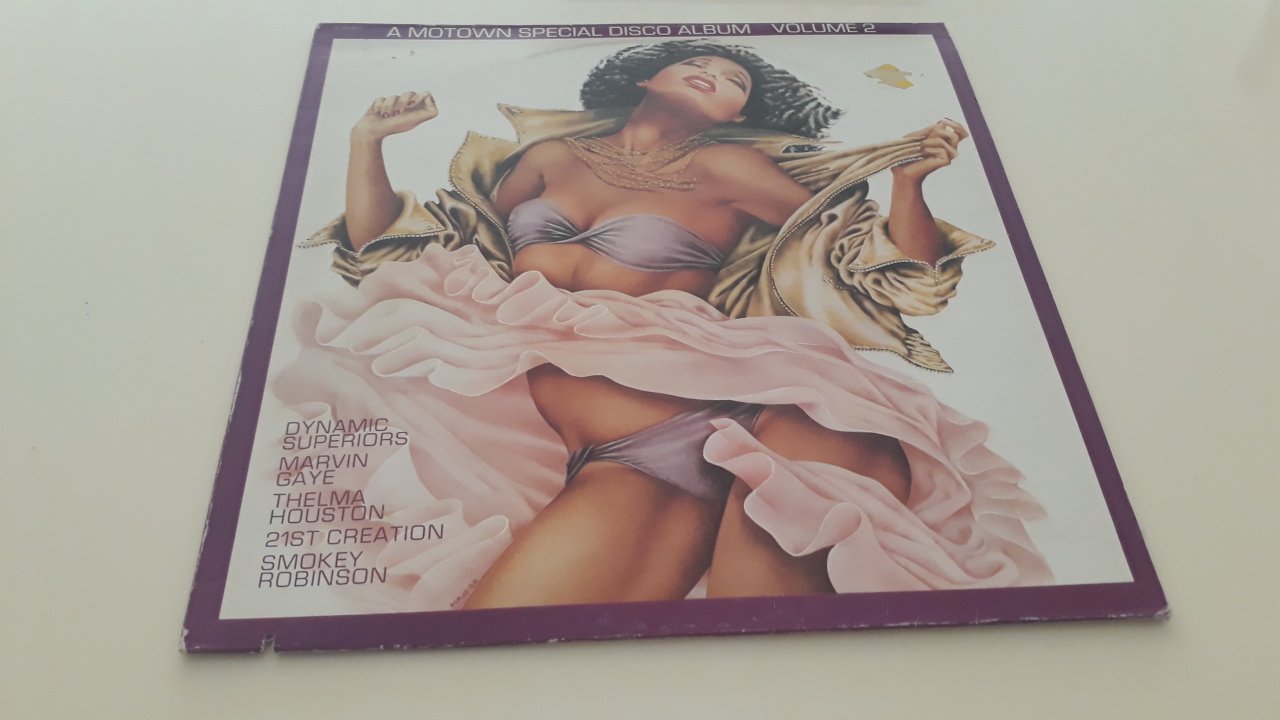 A MOTOWN SPECIAL DISCO ALBUM VOLUME 2
DYNAMIC
SUPERIORS
MARVIN
GAYE
THELMA
HOUSTON
21ST CREATION
SMOKEY
ROBINSON